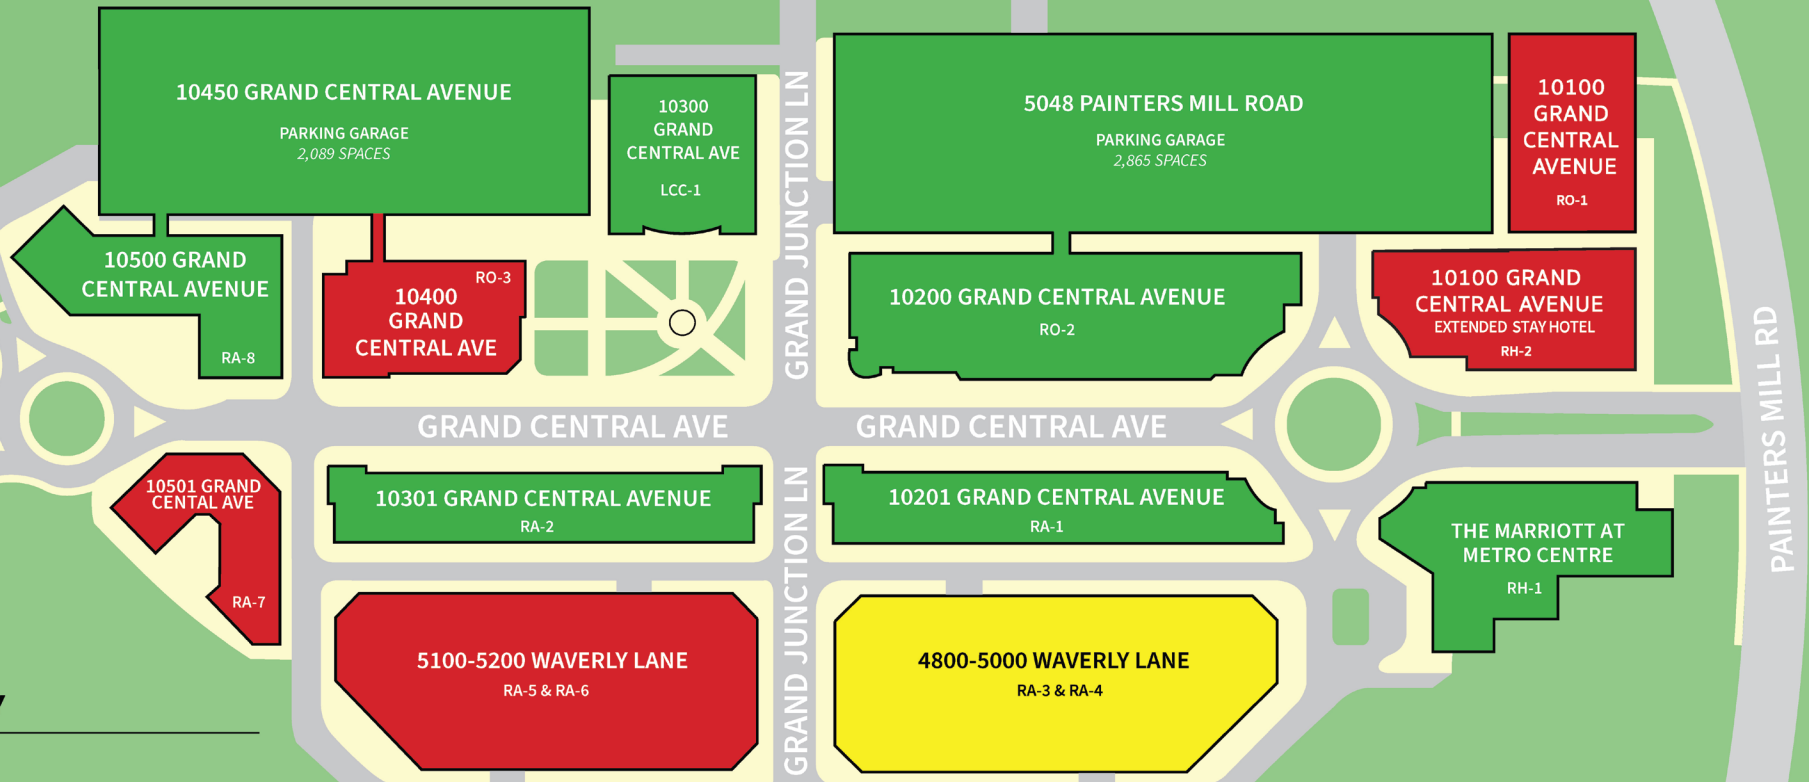 10450 GRAND CENTRAL AVENUE
PARKING GARAGE
2,089 SPACES
10300
GRAND
CENTRAL AVE
LCC-1
GRAND JUNCTION LN
5048 PAINTERS MILL ROAD
PARKING GARAGE
2,865 SPACES
10100
GRAND
CENTRAL
AVENUE
RO-1
10500 GRAND
CENTRAL AVENUE
RA-8
RO-3
10400
GRAND
CENTRAL AVE
10200 GRAND CENTRAL AVENUE
RO-2
10100 GRAND
CENTRAL AVENUE
EXTENDED STAY HOTEL
RH-2
PAINTERS MILL RD
GRAND CENTRAL AVE
GRAND CENTRAL AVE
10501 GRAND
CENTAL AVE
RA-7
10301 GRAND CENTRAL AVENUE
RA-2
GRAND JUNCTION LN
10201 GRAND CENTRAL AVENUE
RA-1
THE MARRIOTT AT
METRO CENTRE
RH-1
5100-5200 WAVERLY LANE
RA-5 & RA-6
4800-5000 WAVERLY LANE
RA-3 & RA-4